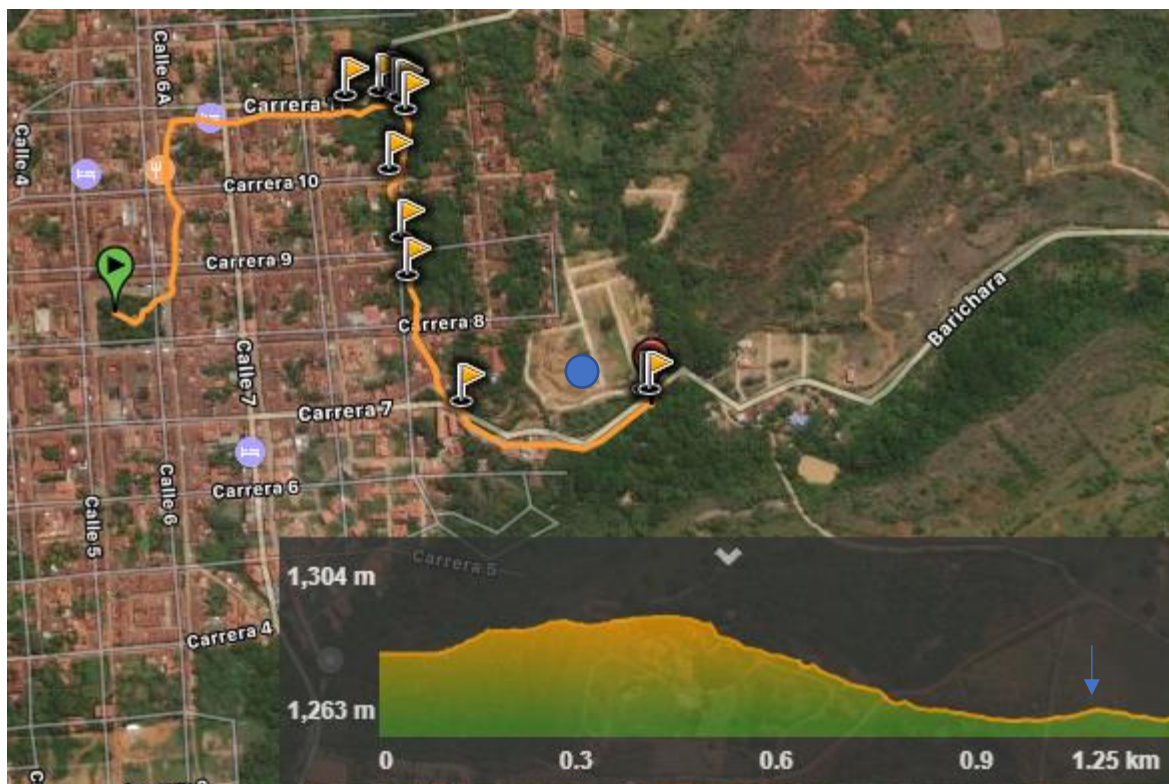 Calle 6A
Calle 4
Carrera 1
Carrera 10
Carrera 9
Carrera 8
Calle 7
Carrera 7
Barichara
Carrera 6
Calle 6
Calle 5
Carrera 5
Carrera 4
1,304 m
1,263 m
0
0.3
0.6
0.9
1.25 km